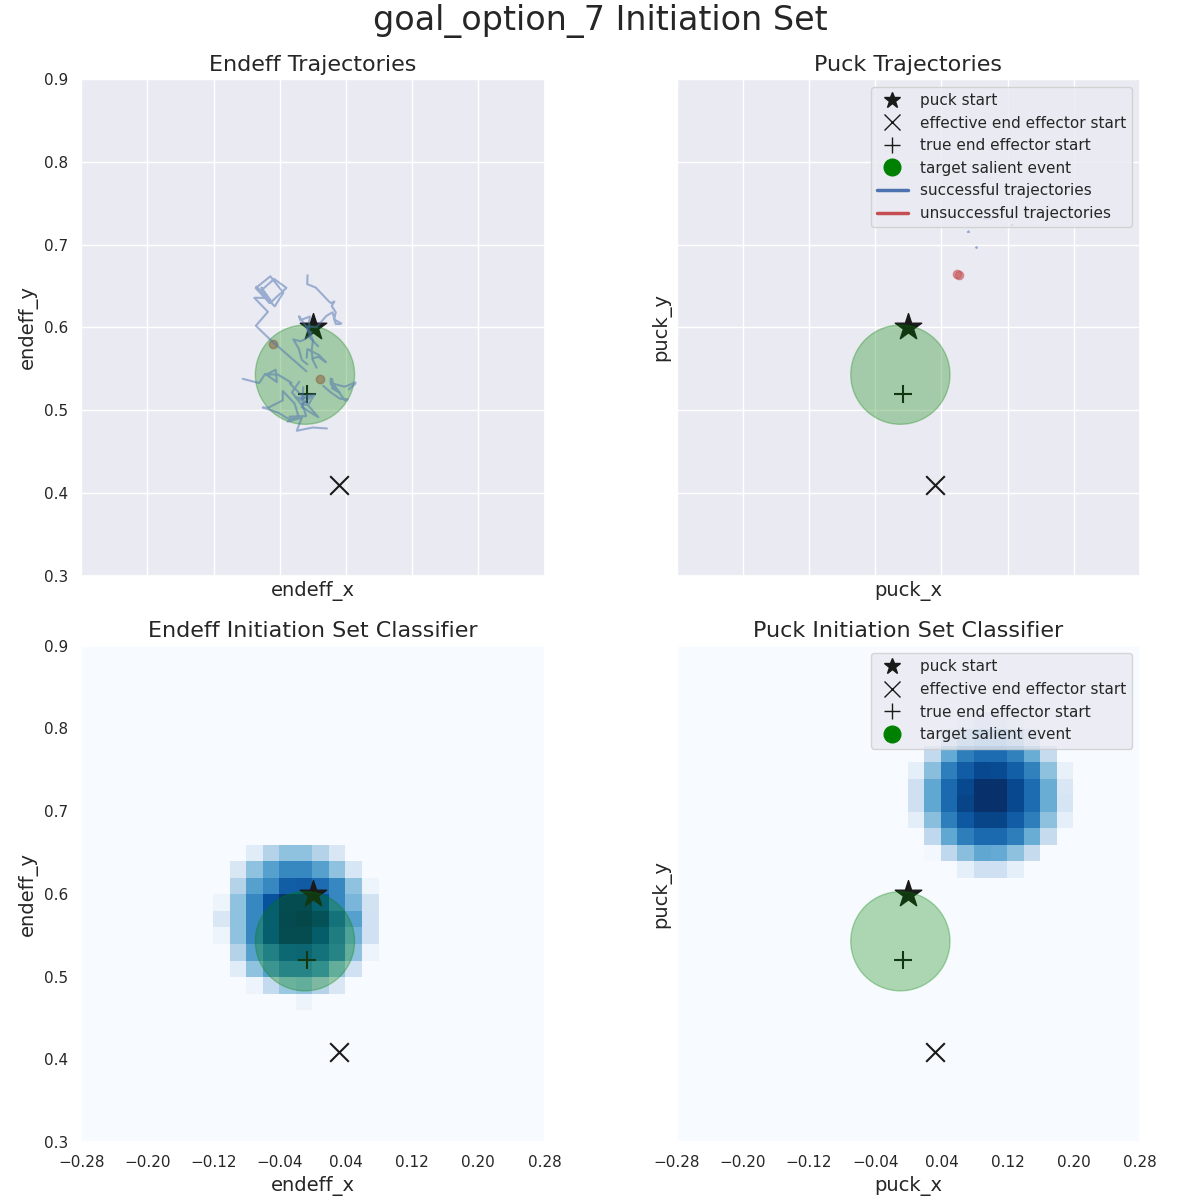 goal_option_7 Initiation Set
Endeff Trajectories
0.9
0.8
0.7
0.6
0.5
0.4
0.3
endeff_y
endeff_x
Puck Trajectories
puck start
effective end effector start
true end effector start
target salient event
successful trajectories
unsuccessful trajectories
puck_y
puck_x
Endeff Initiation Set Classifier
0.9
0.8
0.7
0.6
0.5
0.4
0.3
endeff_y
−0.28 −0.20 −0.12 −0.04 0.04 0.12 0.20 0.28
endeff_x
Puck Initiation Set Classifier
puck start
effective end effector start
true end effector start
target salient event
puck_y
−0.28 −0.20 −0.12 −0.04 0.04 0.12 0.20 0.28
puck_x